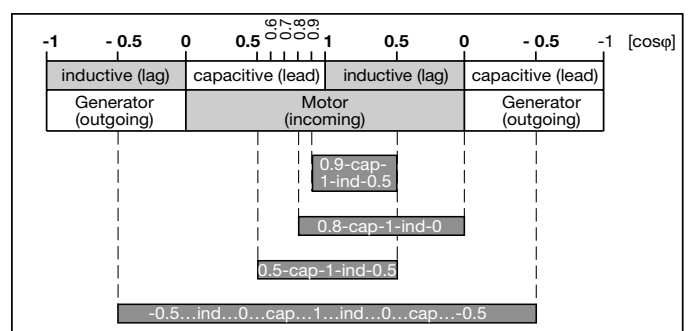 0.6 0.7 0.8 0.9
-1 - 0.5 0 0.5 1 0.5 0 - 0.5 -1 [cosφ]
inductive (lag) capacitive (lead) inductive (lag) capacitive (lead)
Generator Motor Generator
(outgoing) (incoming) (outgoing)
0.9-cap-
1-ind-0.5
0.8-cap-1-ind-0
0.5-cap-1-ind-0.5
-0.5...ind...0...cap...1...ind...0...cap...-0.5